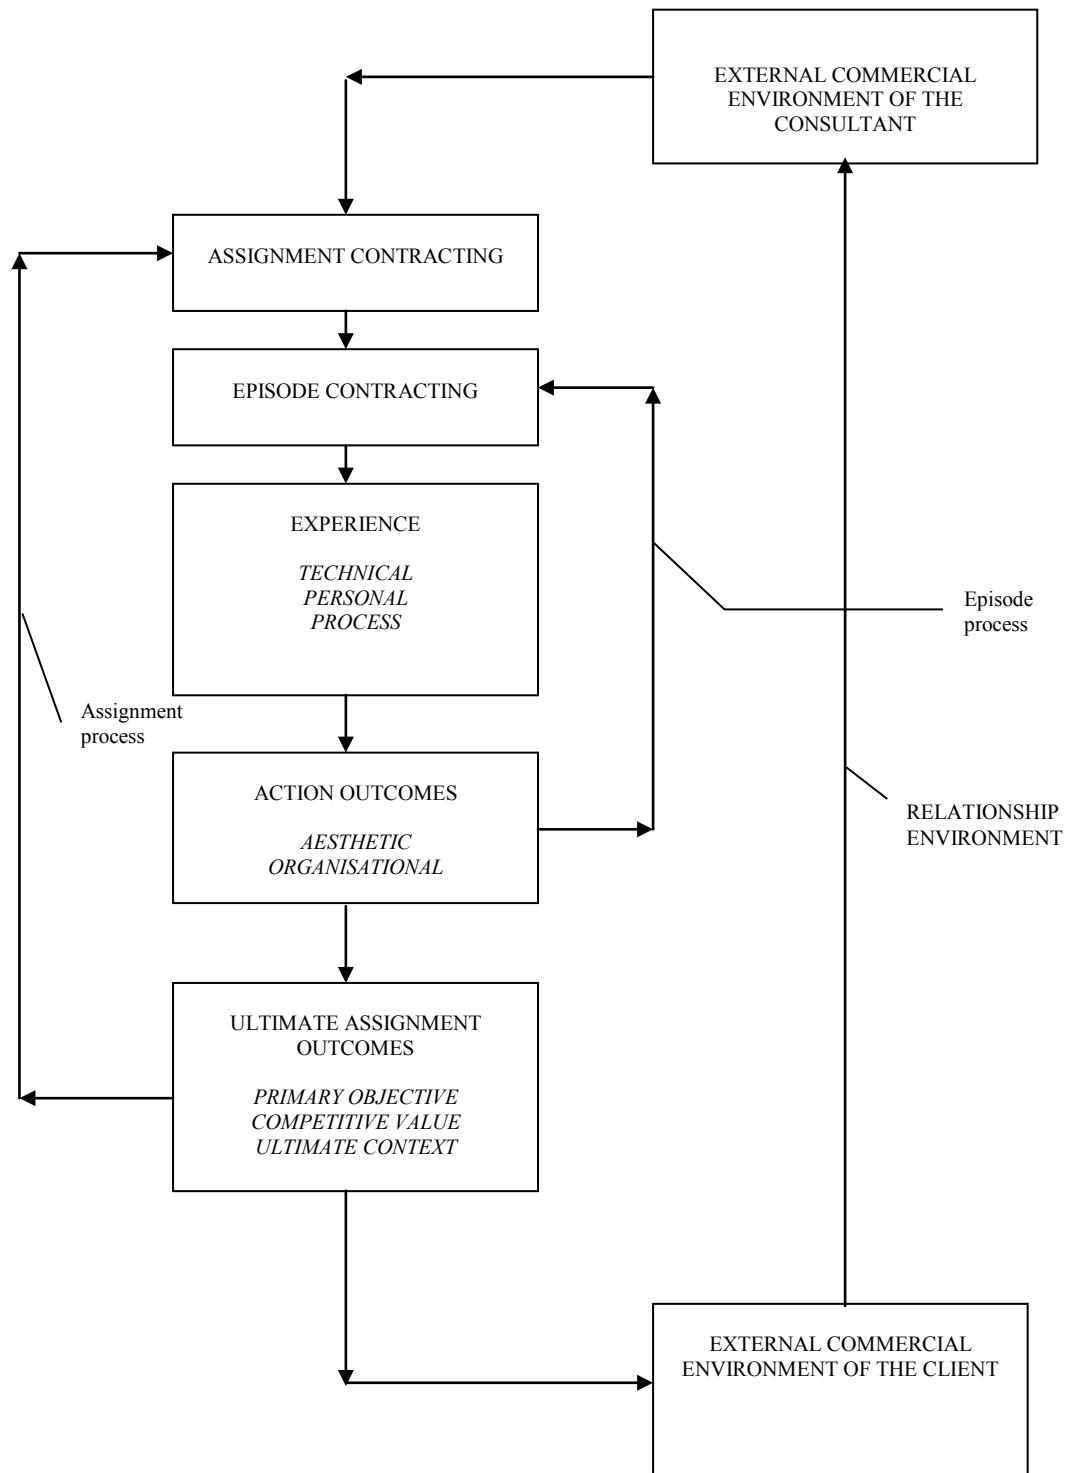 EXTERNAL COMMERCIAL
ENVIRONMENT OF THE
CONSULTANT
ASSIGNMENT CONTRACTING
EPISODE CONTRACTING
EXPERIENCE
TECHNICAL
PERSONAL
PROCESS
Episode
process
Assignment
process
ACTION OUTCOMES
AESTHETIC
ORGANISATIONAL
RELATIONSHIP
ENVIRONMENT
ULTIMATE ASSIGNMENT
OUTCOMES
PRIMARY OBJECTIVE
COMPETITIVE VALUE
ULTIMATE CONTEXT
EXTERNAL COMMERCIAL
ENVIRONMENT OF THE CLIENT